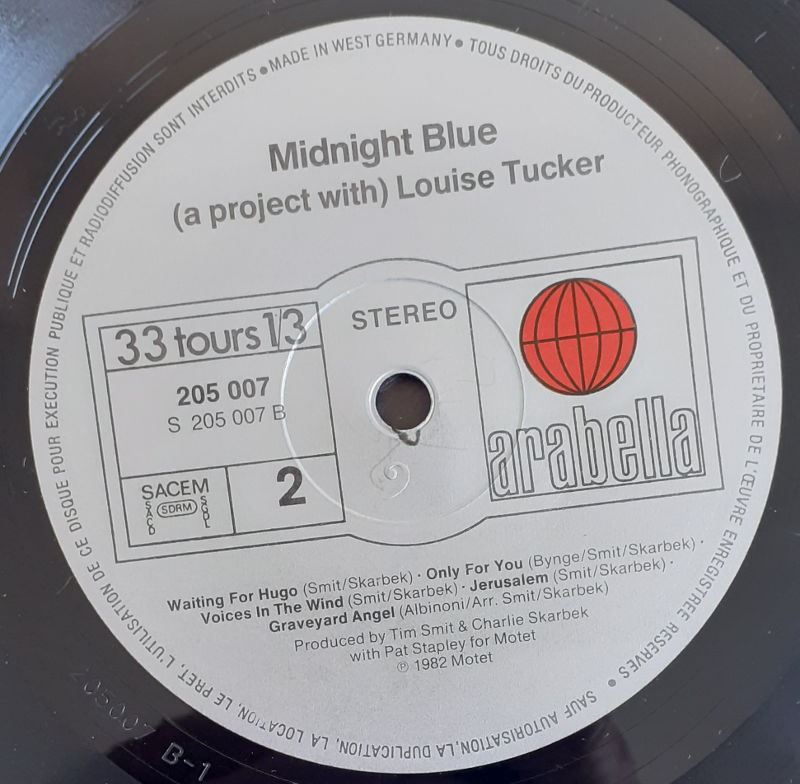 Midnight Blue
(a project with) Louise Tucker
33 tours 1/3
205 007
S 205 007 B
SACEM
SACD
SDRM
SGDL
2
STEREO
arabella
Waiting For Hugo (Smit/Skarbek) · Only For You (Bynge/Smit/Skarbek) ·
Voices In The Wind (Smit/Skarbek) · Jerusalem (Smit/Skarbek) ·
Graveyard Angel (Albinoni/Arr. Smit/Skarbek)
Produced by Tim Smit & Charlie Skarbek
with Pat Stapley for Motet
℗ 1982 Motet
● MADE IN WEST GERMANY ● TOUS DROITS DU PRODUCTEUR PHONOGRAPHIQUE ET DU PROPRIETAIRE DE L'ŒUVRE ENREGISTREE RESERVES ● SAUF AUTORISATION, LA DUPLICATION, LA LOCATION, LE PRET, L'UTILISATION DE CE DISQUE POUR EXECUTION PUBLIQUE ET RADIODIFFUSION SONT INTERDITS
205007 B-1